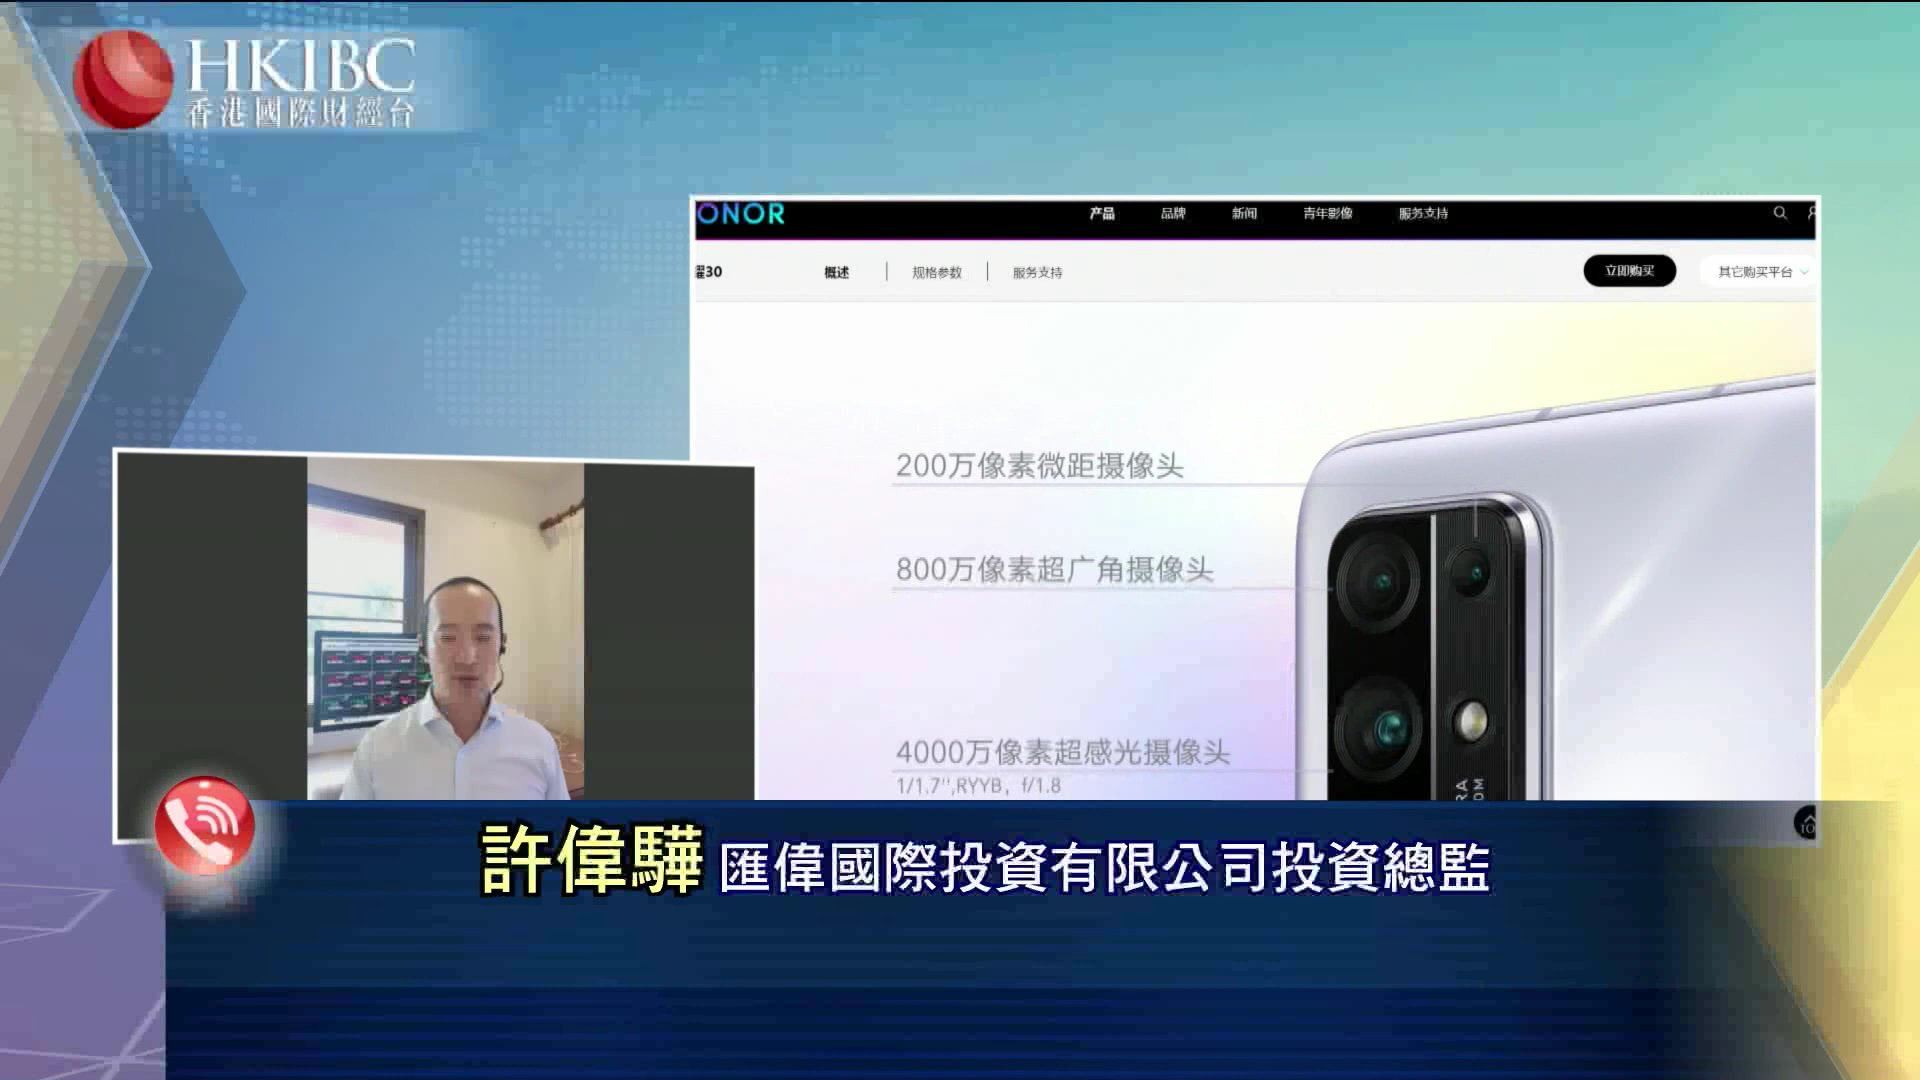 HKIBC
香港國際財經台
ONOR
产品 品牌 新闻 青年影像 服务支持
30 概述 规格参数 服务支持 立即购买 其它购买平台
200万像素微距摄像头
800万像素超广角摄像头
4000万像素超感光摄像头
1/1.7",RYYB, f/1.8
許偉驊 匯偉國際投資有限公司投資總監